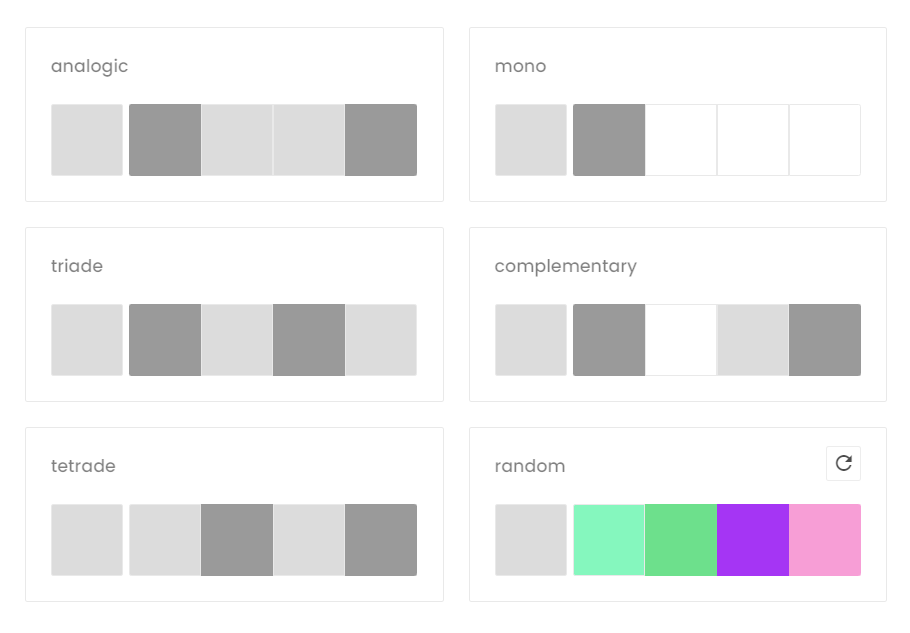 analogic
mono
triade
complementary
tetrade
random